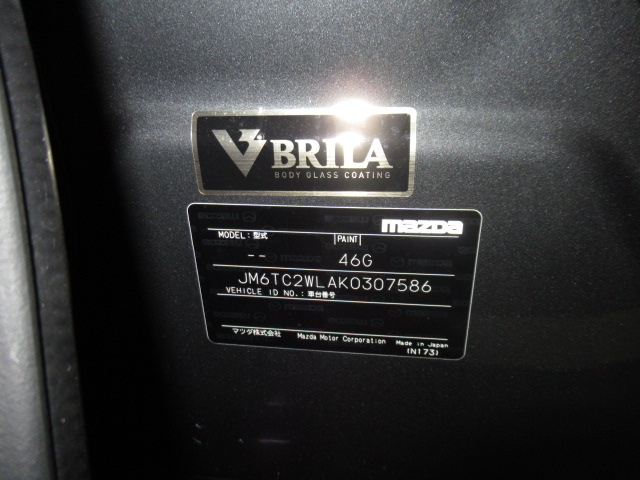 V BRILA
BODY GLASS COATING
mazda
MODEL : 型式 PAINT
-- 46G
JM6TC2WLAK0307586
VEHICLE ID NO. : 車台番号
マツダ株式会社 Mazda Motor Corporation Made in Japan
(N173)